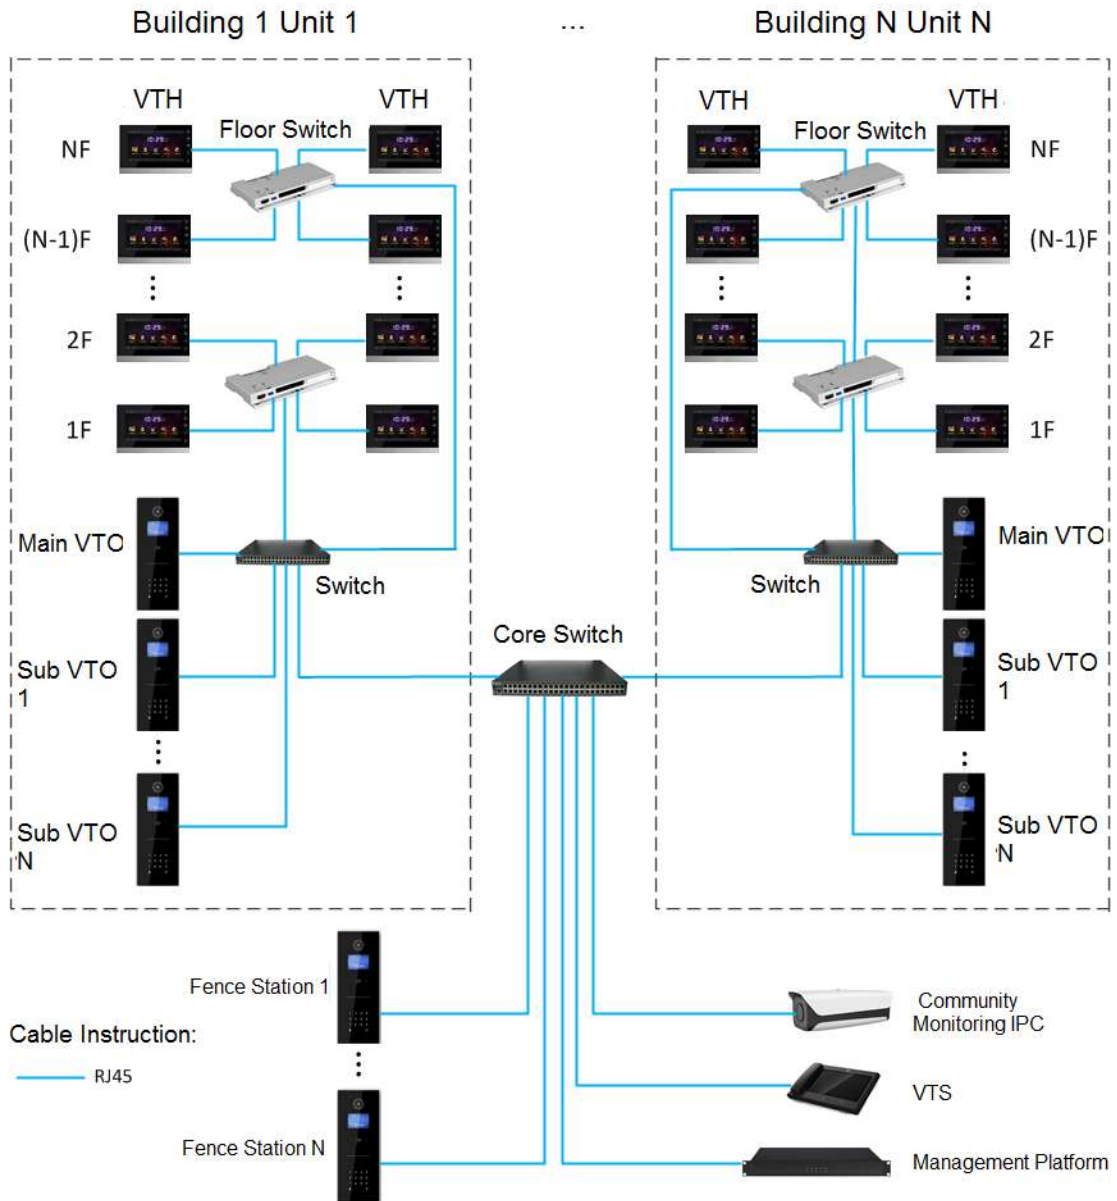 Building 1 Unit 1
...
Building N Unit N
VTH
VTH
Floor Switch
NF
(N-1)F
2F
1F
Main VTO
Switch
Sub VTO
1
Sub VTO
N
VTH
VTH
Floor Switch
NF
(N-1)F
2F
1F
Main VTO
Switch
Sub VTO
1
Sub VTO
N
Core Switch
Fence Station 1
Cable Instruction:
RJ45
Fence Station N
Community
Monitoring IPC
VTS
Management Platform